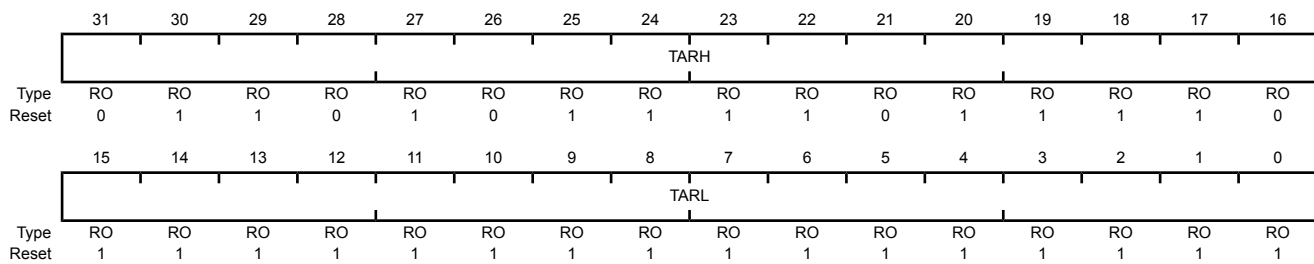 31 30 29 28 27 26 25 24 23 22 21 20 19 18 17 16
TARH
Type RO RO RO RO RO RO RO RO RO RO RO RO RO RO RO RO
Reset 0 1 1 0 1 0 1 1 1 1 0 1 1 1 1 0
15 14 13 12 11 10 9 8 7 6 5 4 3 2 1 0
TARL
Type RO RO RO RO RO RO RO RO RO RO RO RO RO RO RO RO
Reset 1 1 1 1 1 1 1 1 1 1 1 1 1 1 1 1